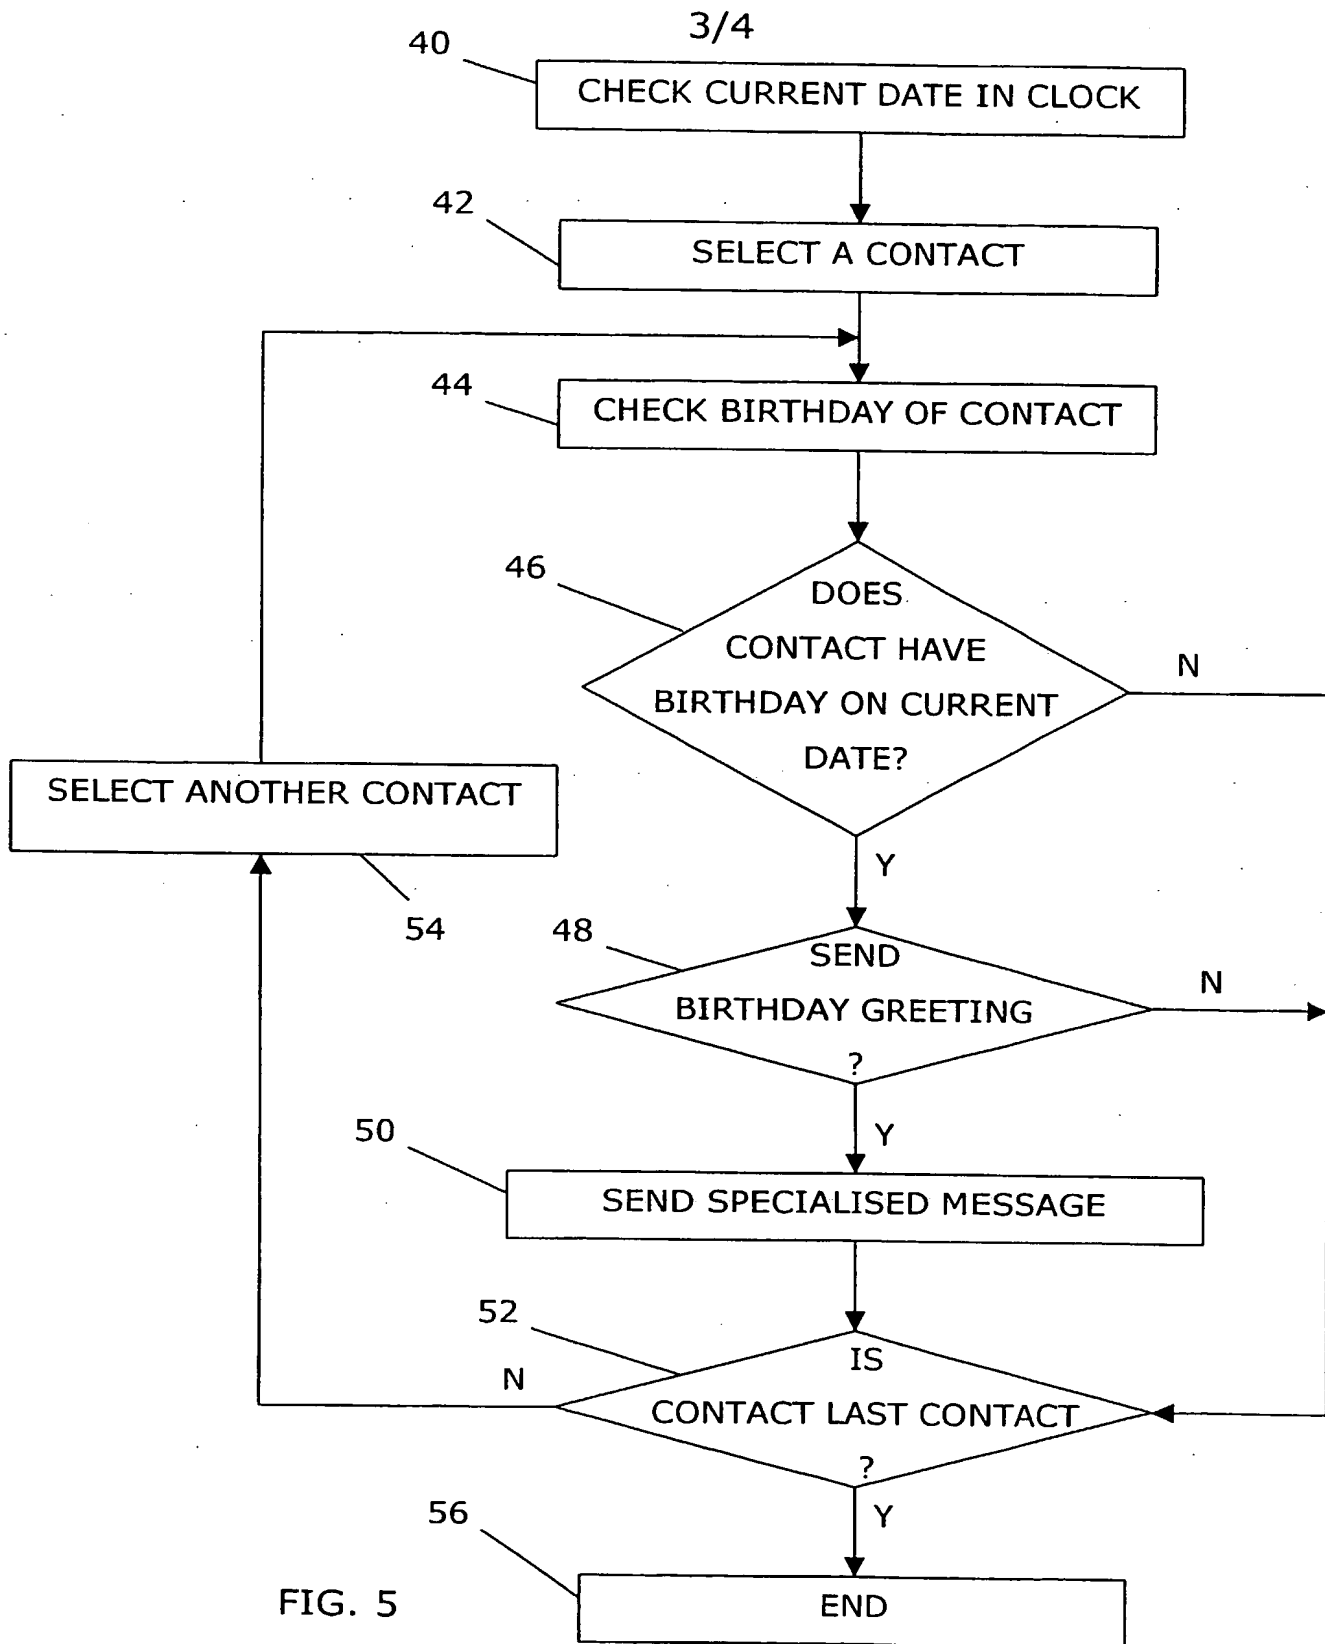 3/4
40
CHECK CURRENT DATE IN CLOCK
42
SELECT A CONTACT
44
CHECK BIRTHDAY OF CONTACT
46
DOES
CONTACT HAVE
BIRTHDAY ON CURRENT
DATE?
N
Y
SELECT ANOTHER CONTACT
54
48
SEND
BIRTHDAY GREETING
?
N
Y
50
SEND SPECIALISED MESSAGE
52
IS
CONTACT LAST CONTACT
?
N
Y
56
END
FIG. 5